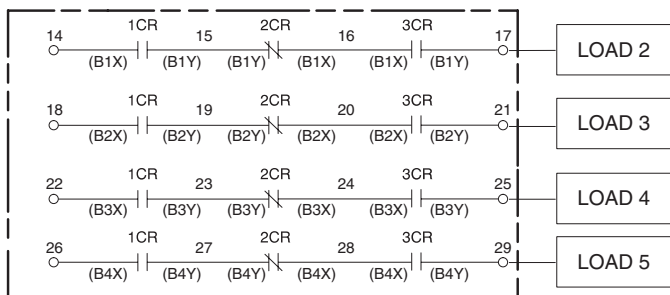 1CR 2CR 3CR
14 15 16 17
(B1X) (B1Y) (B1Y) (B1X) (B1X) (B1Y)
LOAD 2
1CR 2CR 3CR
18 19 20 21
(B2X) (B2Y) (B2Y) (B2X) (B2X) (B2Y)
LOAD 3
1CR 2CR 3CR
22 23 24 25
(B3X) (B3Y) (B3Y) (B3X) (B3X) (B3Y)
LOAD 4
1CR 2CR 3CR
26 27 28 29
(B4X) (B4Y) (B4Y) (B4X) (B4X) (B4Y)
LOAD 5